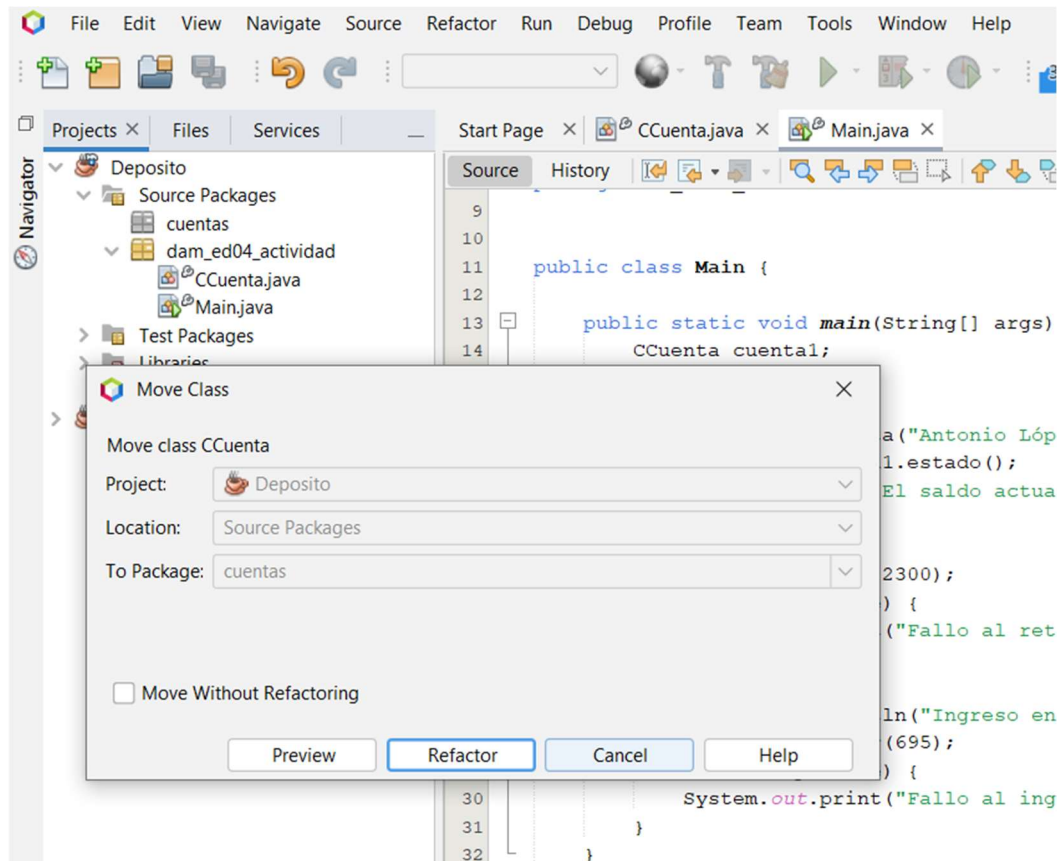 File Edit View Navigate Source Refactor Run Debug Profile Team Tools Window Help
Projects Files Services
Start Page CCuenta.java Main.java
Navigator
Source History
Deposito
Source Packages
cuentas
dam_ed04_actividad
CCuenta.java
Main.java
Test Packages
Libraries
9
10
11 public class Main {
12
13 public static void main(String[] args)
14 CCuenta cuenta1;
a("Antonio Lóp
1.estado();
El saldo actua
2300);
) {
("Fallo al ret
ln("Ingreso en
(695);
) {
30 System.out.print("Fallo al ing
31 }
32 }
Move Class
Move class CCuenta
Project: Deposito
Location: Source Packages
To Package: cuentas
Move Without Refactoring
Preview Refactor Cancel Help